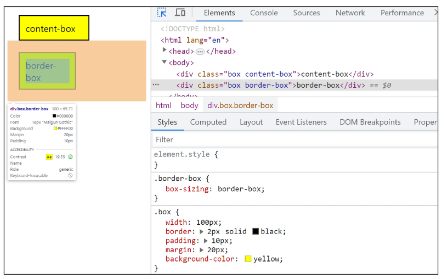 content-box
border-
box
div.box.border-box 100 × 65.71
Color #000000
Background #FFFF00
Margin 20px
Padding 10px
ACCESSIBILITY
Contrast Aa 19.55
Name
Role generic
Keyboard-focusable
Elements Console Sources Network Performance
<!DOCTYPE html>
<html lang="en">
▶<head> ⋯ </head>
▼<body>
<div class="box content-box">content-box</div>
⋯ <div class="box border-box">border-box</div> == $0
</body>
html body div.box.border-box
Styles Computed Layout Event Listeners DOM Breakpoints Proper
Filter
element.style {
}
.border-box {
box-sizing: border-box;
}
.box {
width: 100px;
border: ▶ 2px solid black;
padding: ▶ 10px;
margin: ▶ 20px;
background-color: yellow;
}